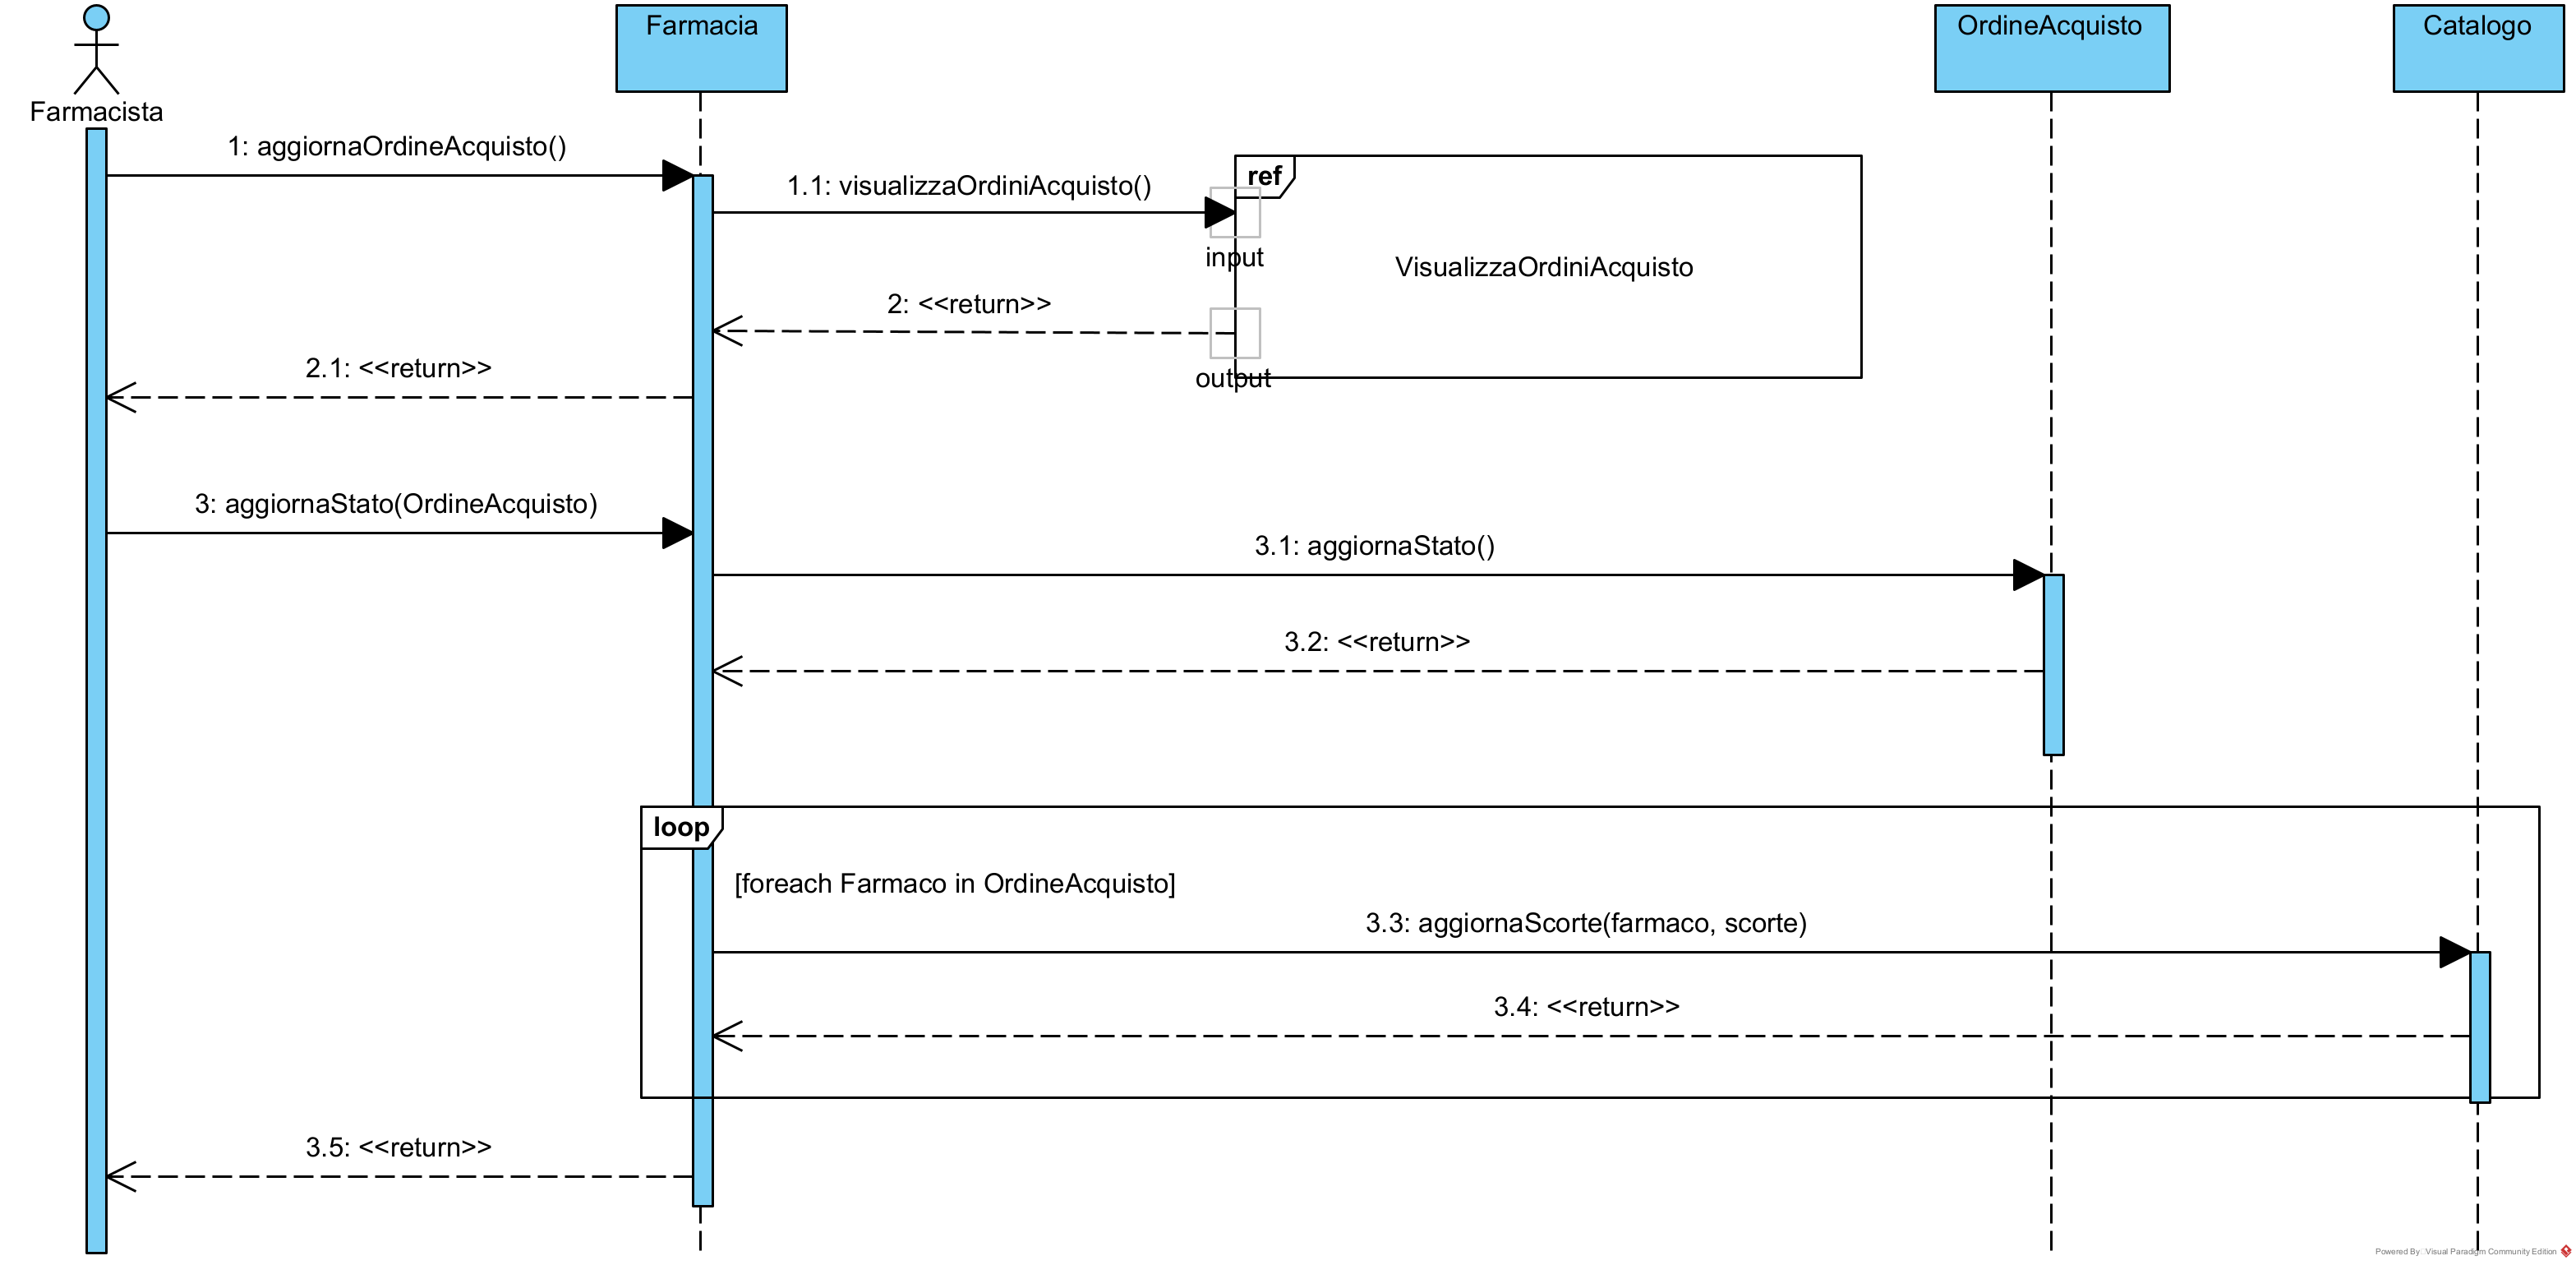 Farmacista
Farmacia
OrdineAcquisto
Catalogo
1: aggiornaOrdineAcquisto()
1.1: visualizzaOrdiniAcquisto()
ref
input
VisualizzaOrdiniAcquisto
2: <<return>>
output
2.1: <<return>>
3: aggiornaStato(OrdineAcquisto)
3.1: aggiornaStato()
3.2: <<return>>
loop
[foreach Farmaco in OrdineAcquisto]
3.3: aggiornaScorte(farmaco, scorte)
3.4: <<return>>
3.5: <<return>>
Powered By: Visual Paradigm Community Edition